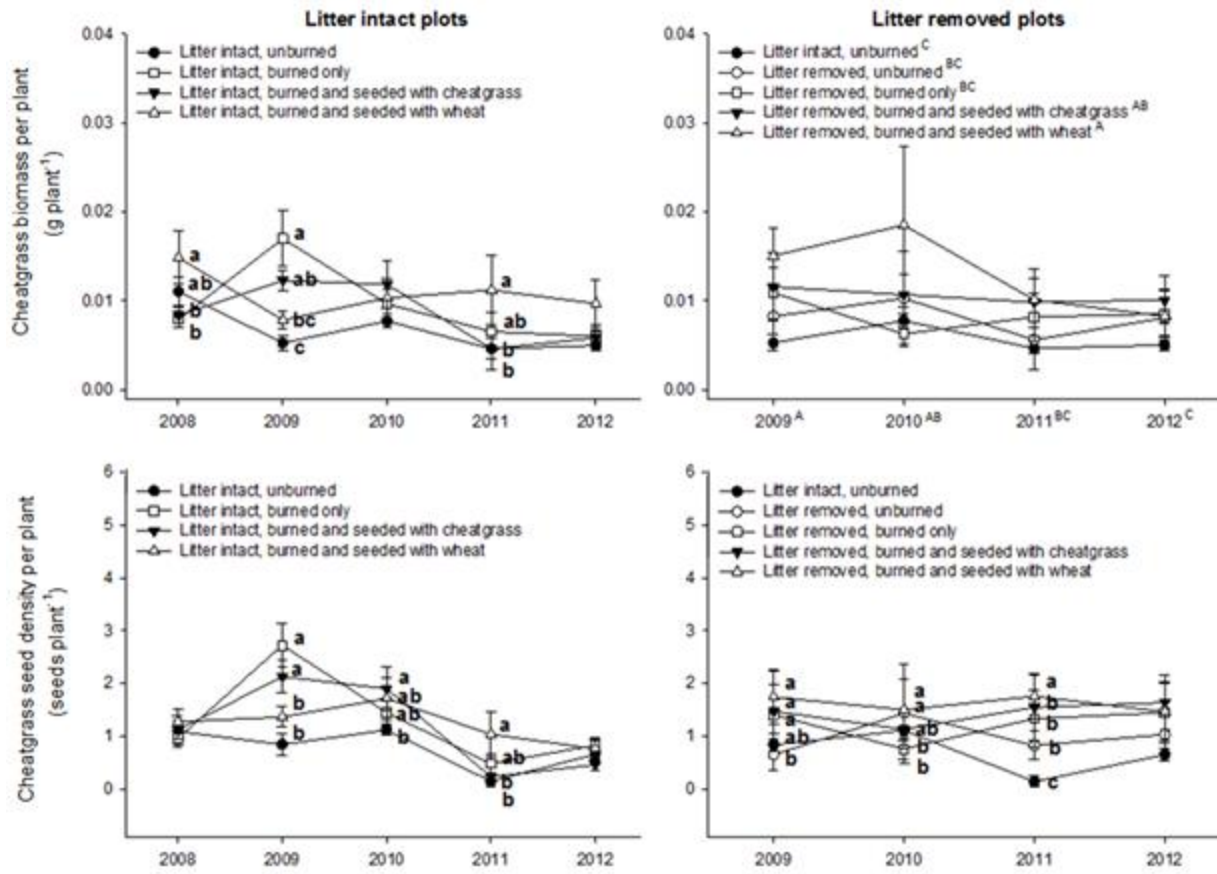 Litter intact plots
Litter removed plots
Cheatgrass biomass per plant
(g plant⁻¹)
0.04
0.03
0.02
0.01
0.00
Litter intact, unburned
Litter intact, burned only
Litter intact, burned and seeded with cheatgrass
Litter intact, burned and seeded with wheat
a
ab
b
b
a
ab
bc
c
a
ab
b
b
2008
2009
2010
2011
2012
0.04
0.03
0.02
0.01
0.00
Litter intact, unburned C
Litter removed, unburned BC
Litter removed, burned only BC
Litter removed, burned and seeded with cheatgrass AB
Litter removed, burned and seeded with wheat A
2009 A
2010 AB
2011 BC
2012 C
Cheatgrass seed density per plant
(seeds plant⁻¹)
6
5
4
3
2
1
0
Litter intact, unburned
Litter intact, burned only
Litter intact, burned and seeded with cheatgrass
Litter intact, burned and seeded with wheat
a
a
b
b
a
ab
ab
b
a
ab
b
b
2008
2009
2010
2011
2012
6
5
4
3
2
1
0
Litter intact, unburned
Litter removed, unburned
Litter removed, burned only
Litter removed, burned and seeded with cheatgrass
Litter removed, burned and seeded with wheat
a
a
a
ab
b
a
a
ab
b
b
a
b
b
b
c
2009
2010
2011
2012